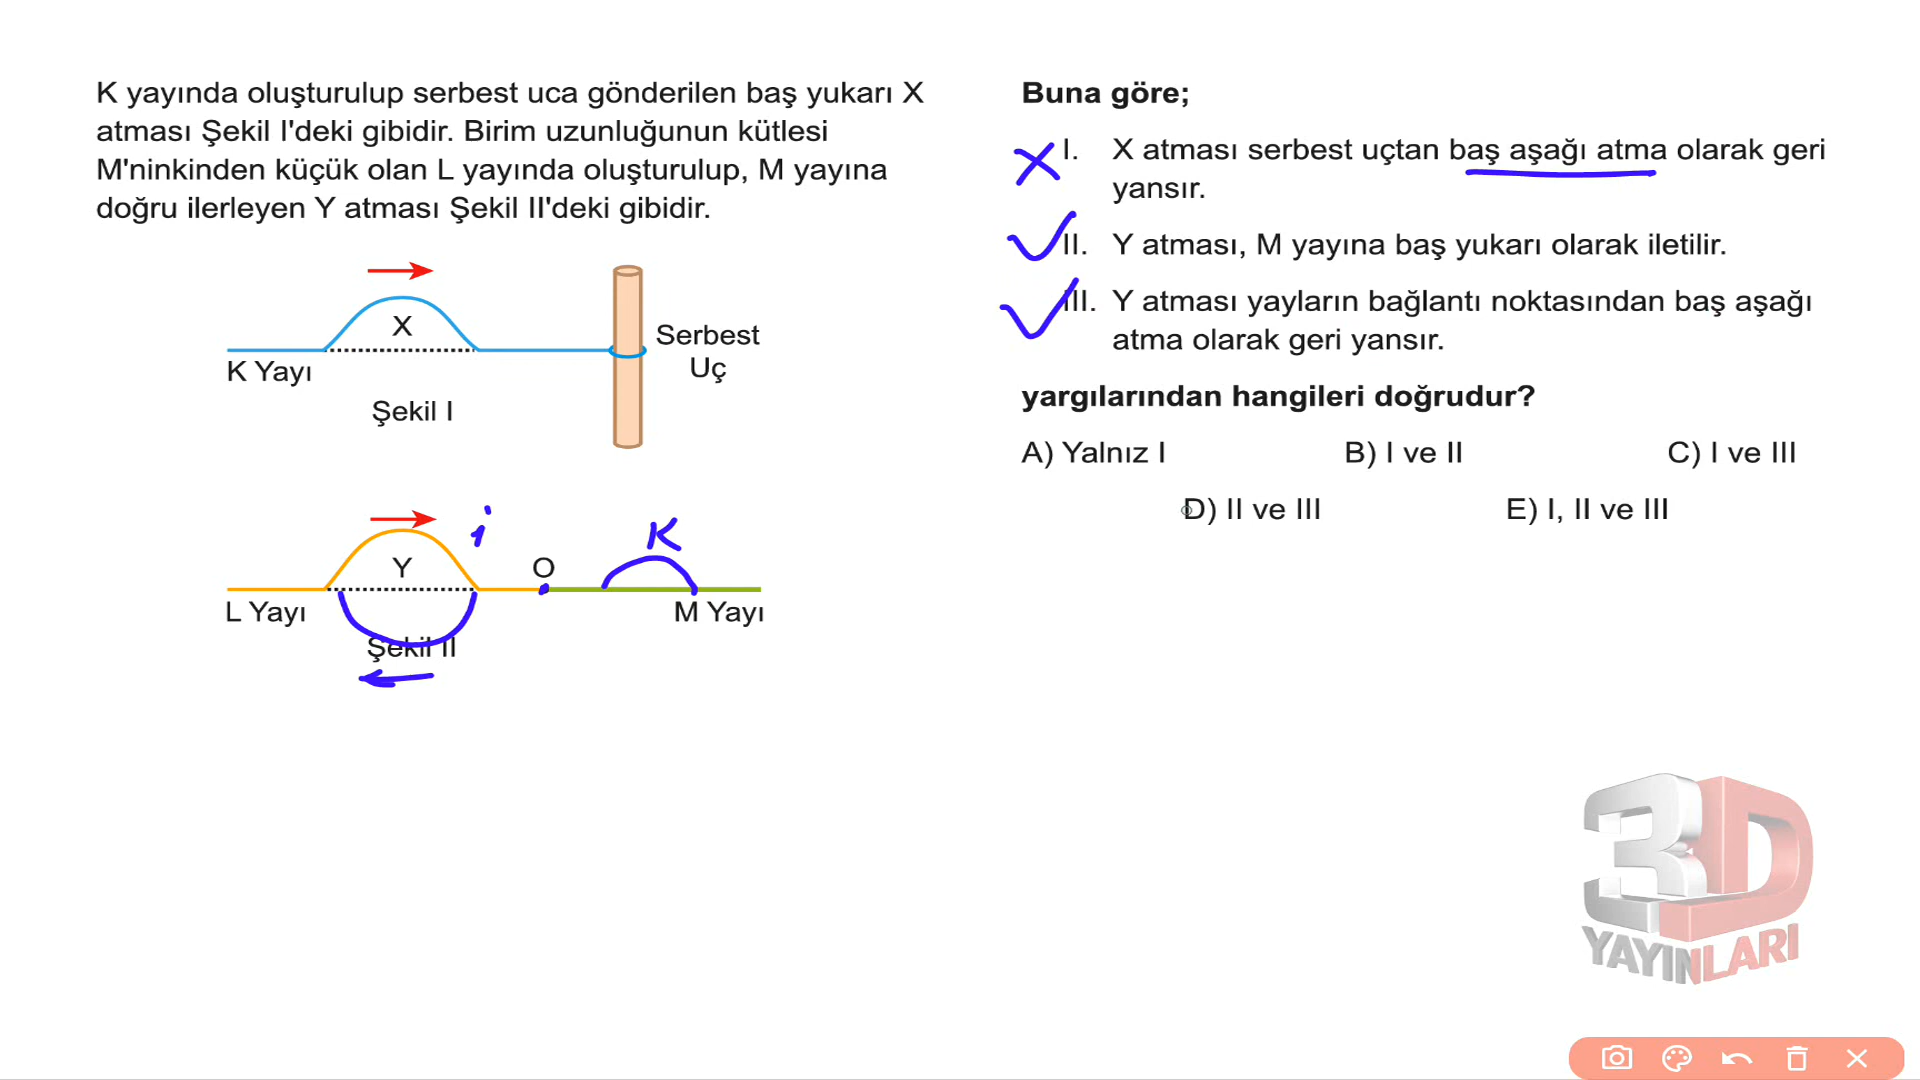 K yayında oluşturulup serbest uca gönderilen baş yukarı X
atması Şekil I'deki gibidir. Birim uzunluğunun kütlesi
M'ninkinden küçük olan L yayında oluşturulup, M yayına
doğru ilerleyen Y atması Şekil II'deki gibidir.
X
K Yayı
Serbest
Uç
Şekil I
i
K
Y
O
L Yayı
M Yayı
Şekil II
Buna göre;
I. X atması serbest uçtan baş aşağı atma olarak geri
yansır.
II. Y atması, M yayına baş yukarı olarak iletilir.
III. Y atması yayların bağlantı noktasından baş aşağı
atma olarak geri yansır.
yargılarından hangileri doğrudur?
A) Yalnız I B) I ve II C) I ve III
D) II ve III E) I, II ve III
3D
YAYINLARI